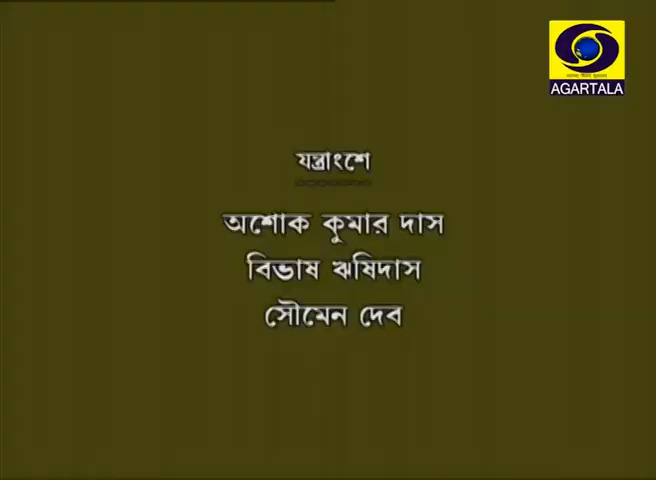 AGARTALA
যন্ত্রাংশে
অশোক কুমার দাস
বিভাষ ঋষিদাস
সৌমেন দেব